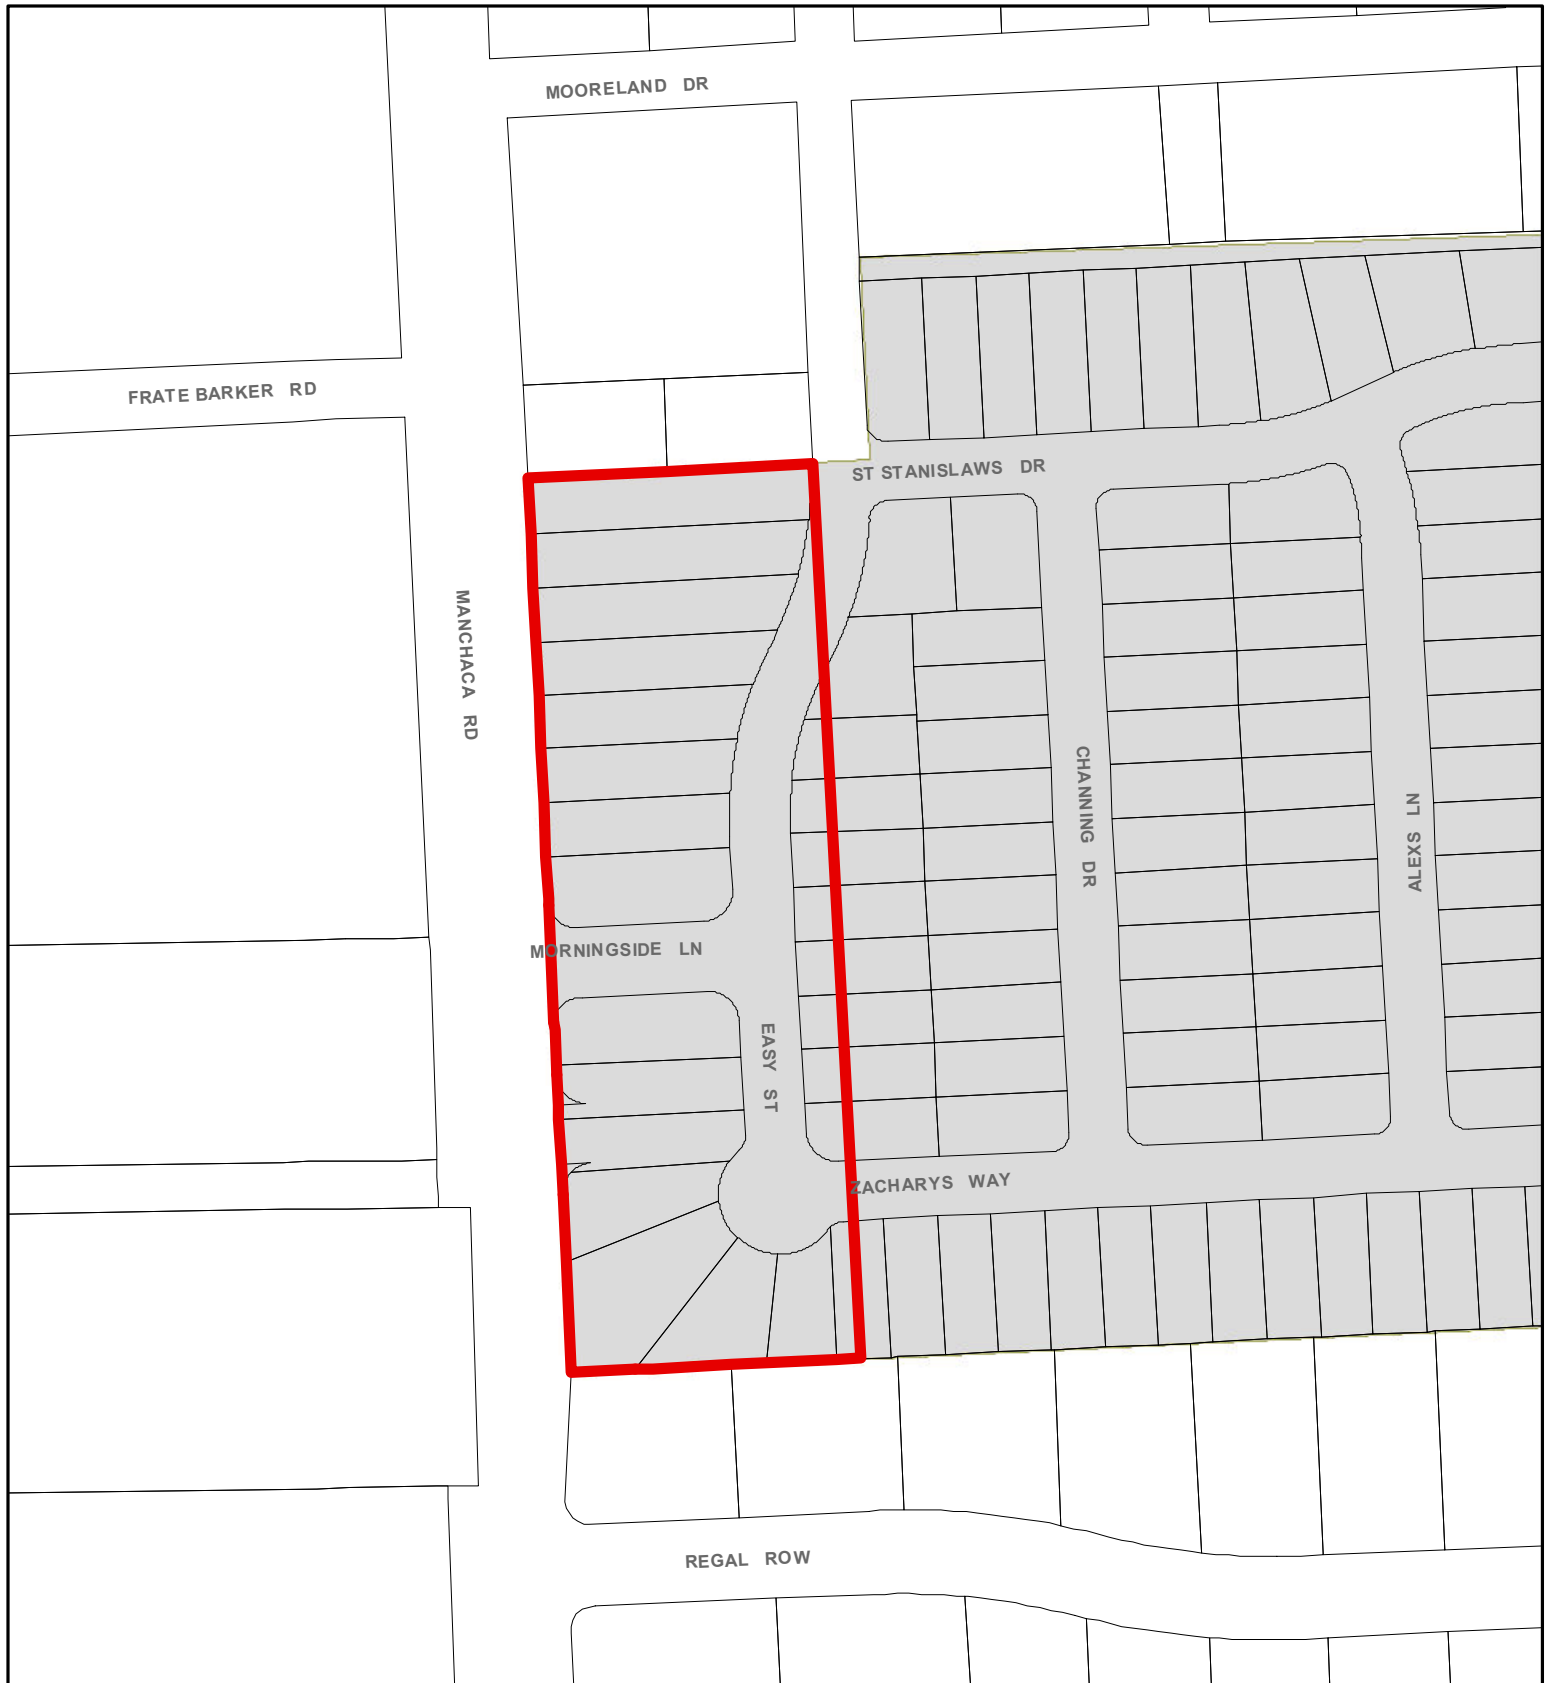 MOORELAND DR
FRATE BARKER RD
ST STANISLAWS DR
MANCHACA RD
CHANNING DR
ALEXS LN
MORNINGSIDE LN
EASY ST
ZACHARYS WAY
REGAL ROW